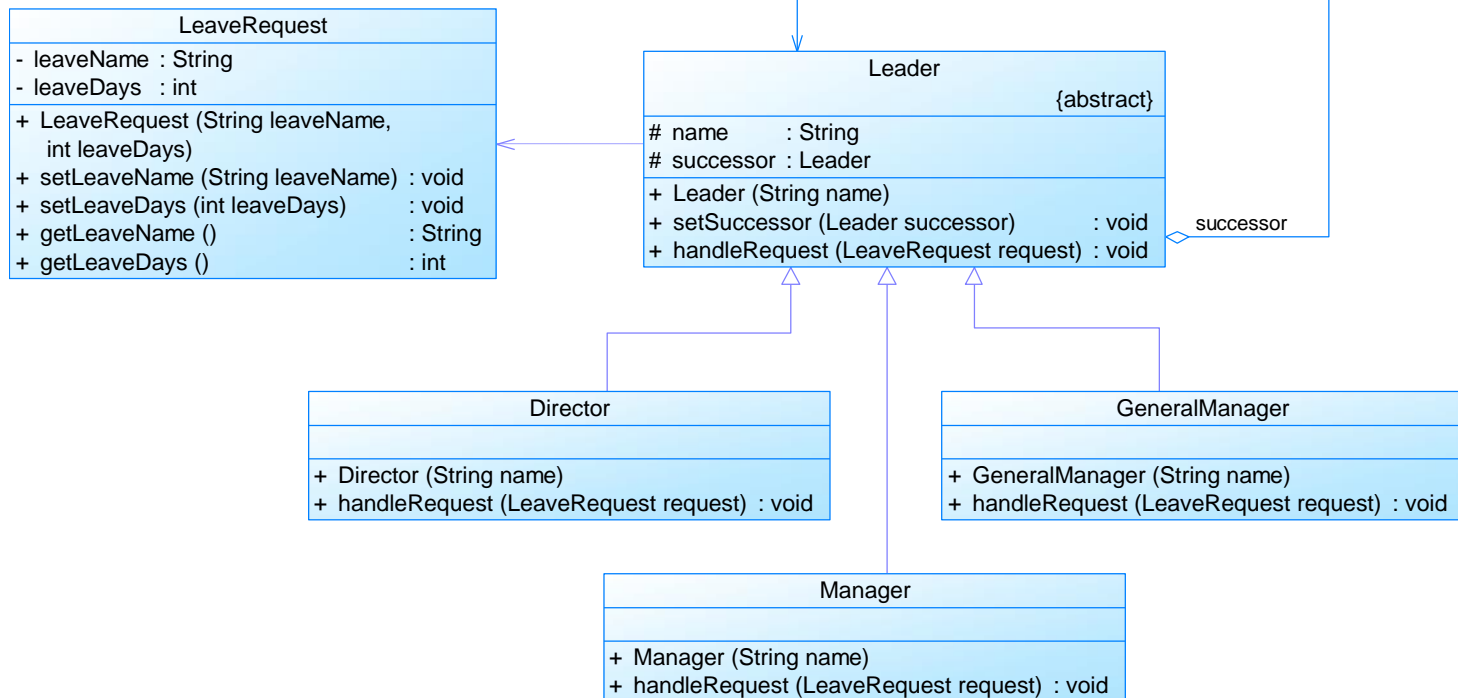 LeaveRequest
- leaveName : String
- leaveDays : int
+ LeaveRequest (String leaveName,
int leaveDays)
+ setLeaveName (String leaveName) : void
+ setLeaveDays (int leaveDays) : void
+ getLeaveName () : String
+ getLeaveDays () : int
Leader
{abstract}
# name : String
# successor : Leader
+ Leader (String name)
+ setSuccessor (Leader successor) : void
+ handleRequest (LeaveRequest request) : void
successor
Director
+ Director (String name)
+ handleRequest (LeaveRequest request) : void
GeneralManager
+ GeneralManager (String name)
+ handleRequest (LeaveRequest request) : void
Manager
+ Manager (String name)
+ handleRequest (LeaveRequest request) : void